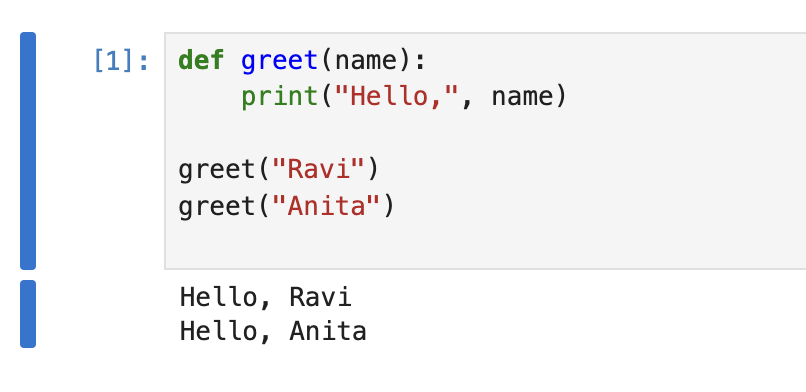 [1]: def greet(name):
    print("Hello,", name)
greet("Ravi")
greet("Anita")
Hello, Ravi
Hello, Anita